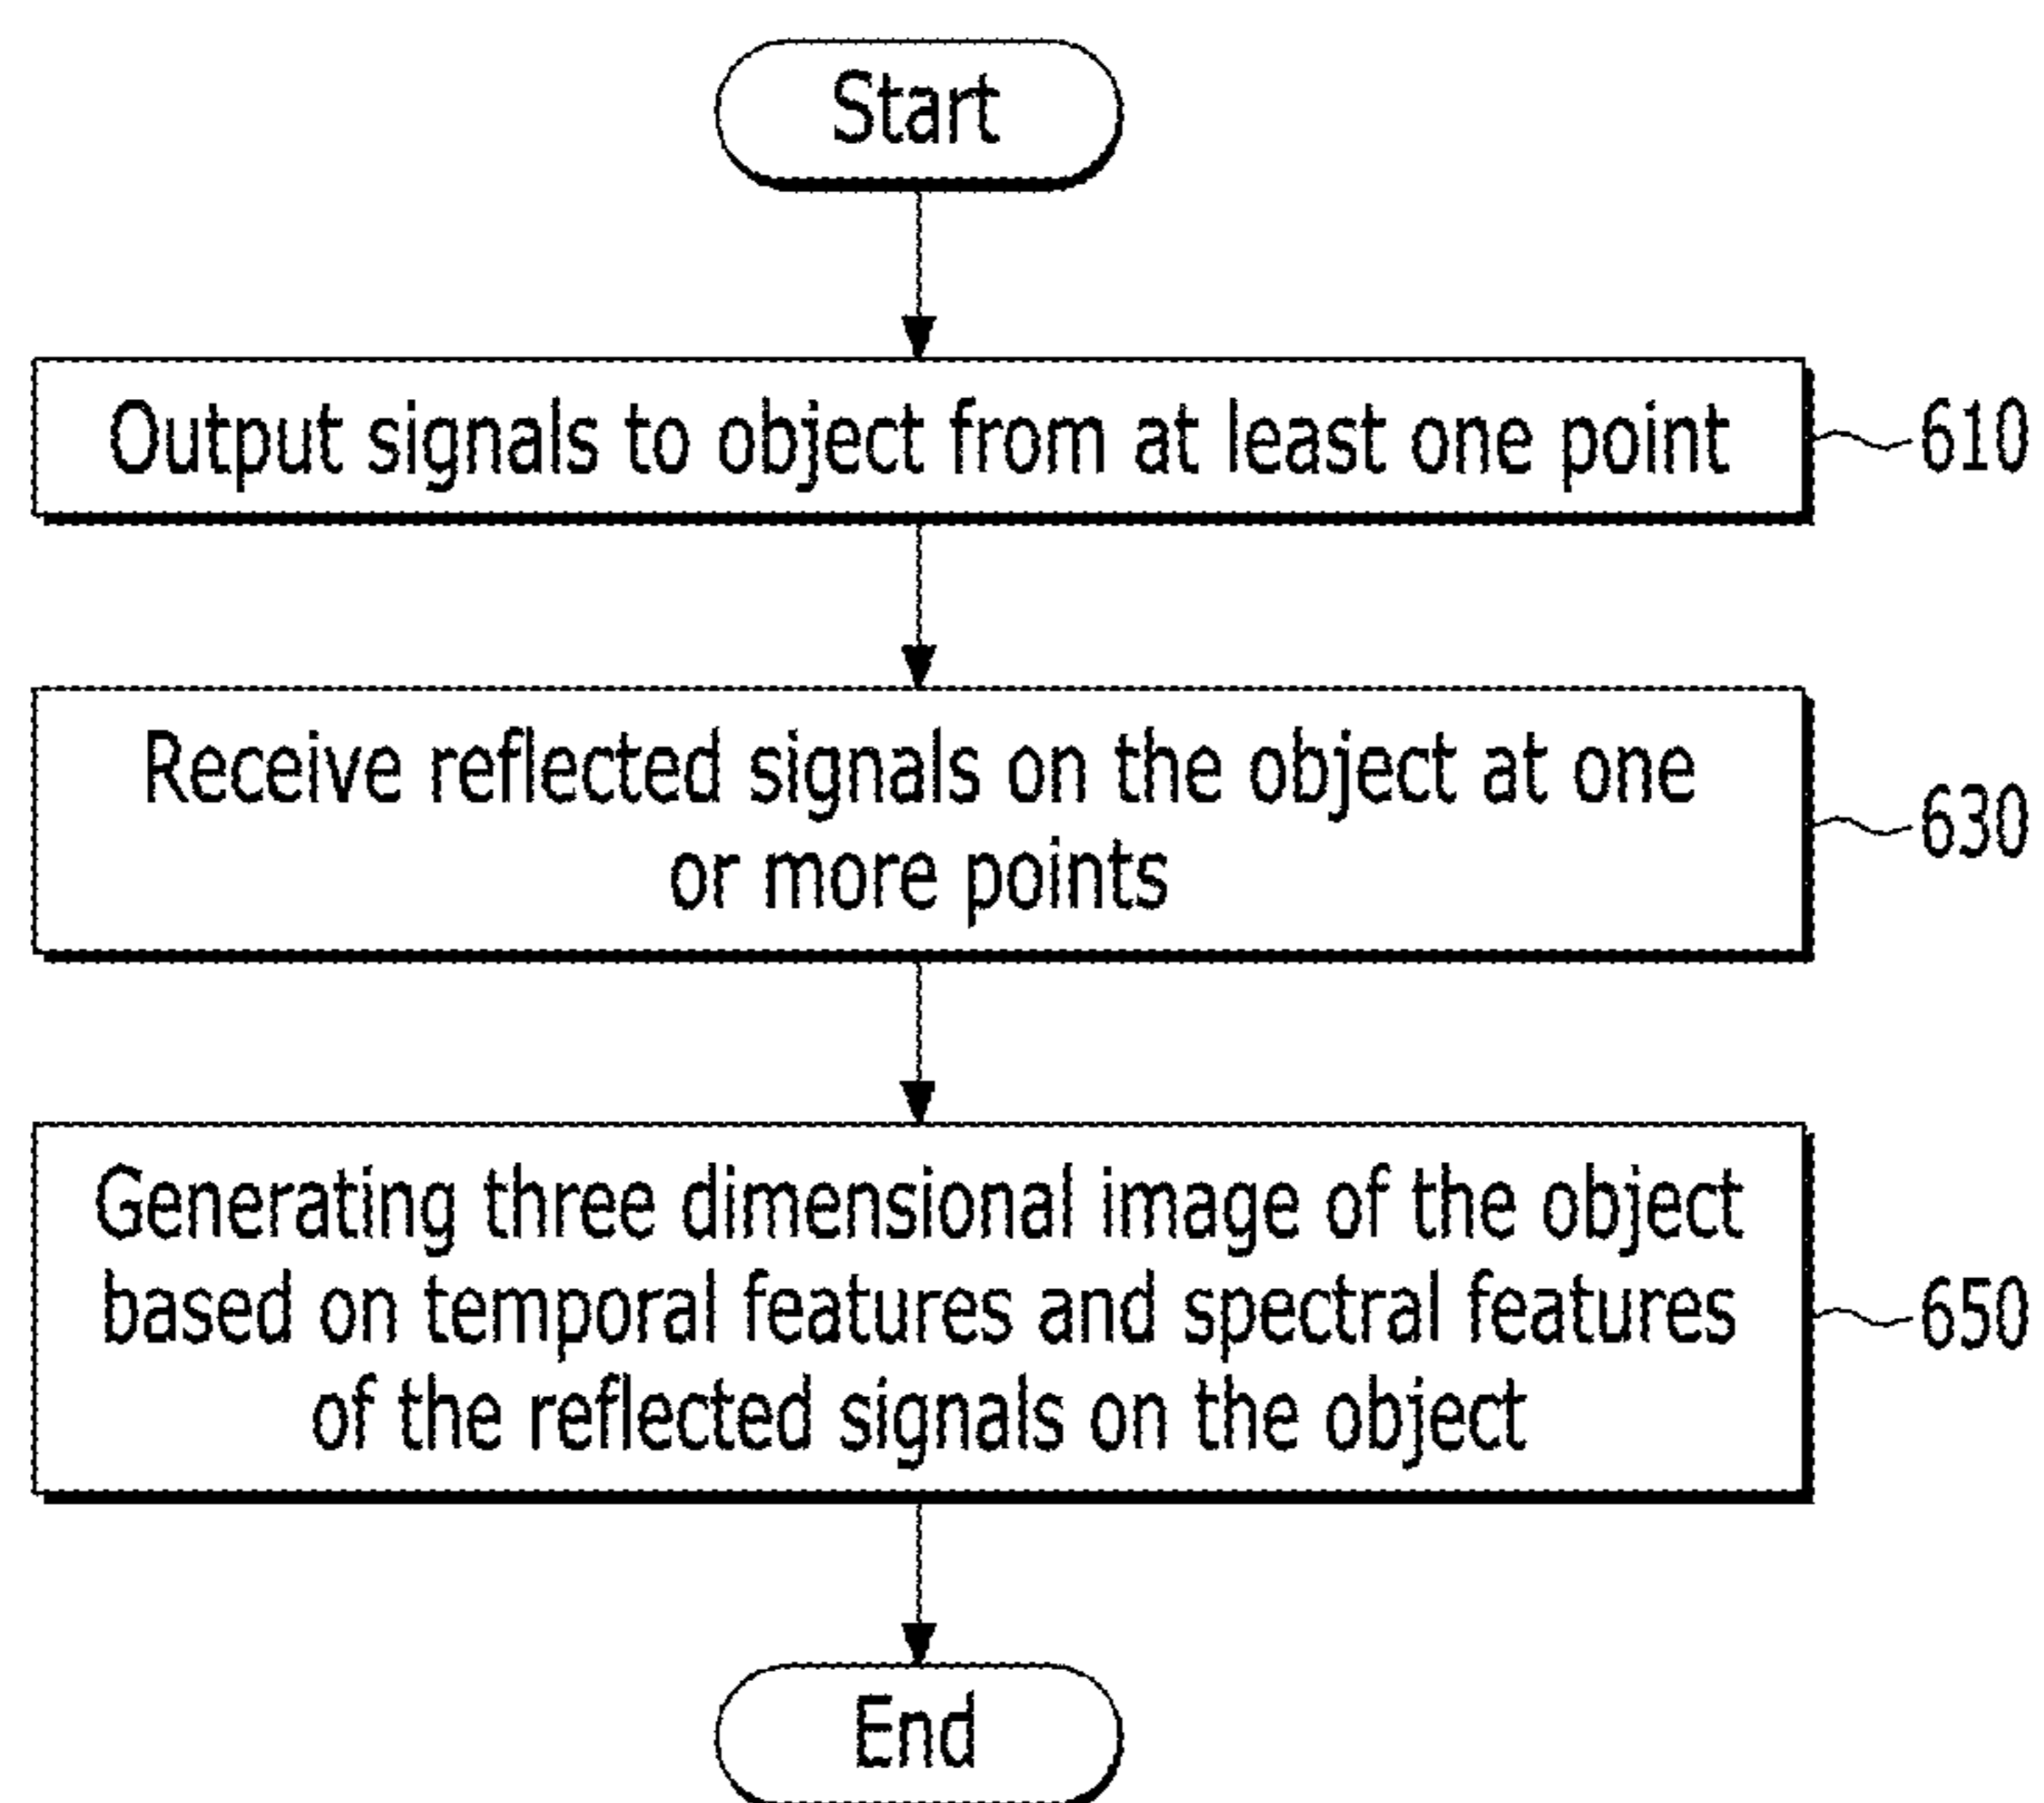 Start
Output signals to object from at least one point
610
Receive reflected signals on the object at one
or more points
630
Generating three dimensional image of the object
based on temporal features and spectral features
of the reflected signals on the object
650
End